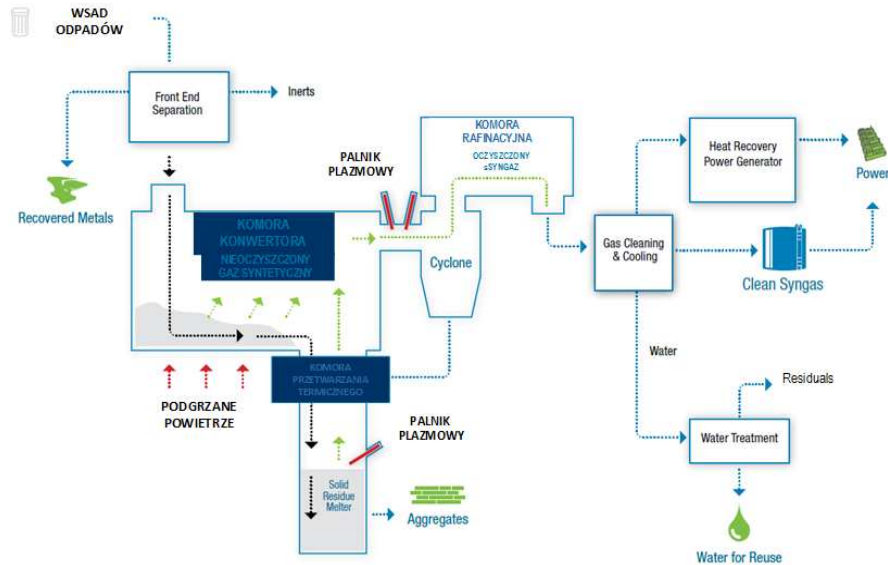 WSAD
ODPADÓW
Front End
Separation
Inerts
Recovered Metals
PALNIK
PLAZMOWY
KOMORA
RAFINACYJNA
OCZYSZCZONY
sSYNGAZ
KOMORA
KONWERTORA
NIEOCZYSZCZONY
GAZ SYNTETYCZNY
Cyclone
Heat Recovery
Power Generator
Power
Gas Cleaning
& Cooling
Clean Syngas
Water
KOMORA
PRZETWARZANIA
TERMICZNEGO
PODGRZANE
POWIETRZE
PALNIK
PLAZMOWY
Solid
Residue
Melter
Aggregates
Residuals
Water Treatment
Water for Reuse